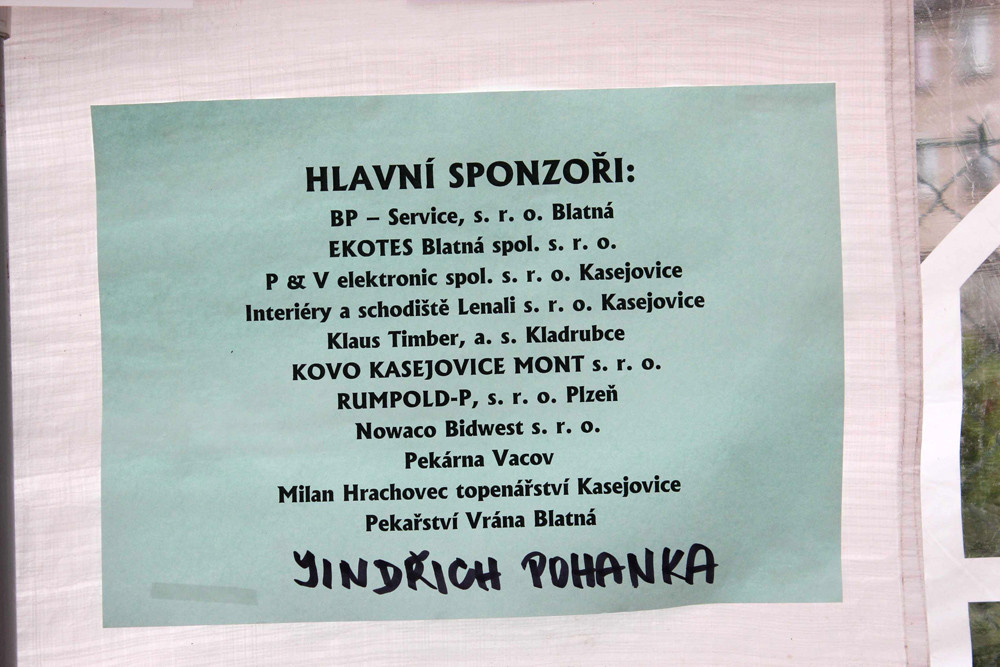 HLAVNÍ SPONZOŘI:
BP – Service, s. r. o. Blatná
EKOTES Blatná spol. s. r. o.
P & V elektronic spol. s. r. o. Kasejovice
Interiéry a schodiště Lenali s. r. o. Kasejovice
Klaus Timber, a. s. Kladrubce
KOVO KASEJOVICE MONT s. r. o.
RUMPOLD-P, s. r. o. Plzeň
Nowaco Bidwest s. r. o.
Pekárna Vacov
Milan Hrachovec topenářství Kasejovice
Pekařství Vrána Blatná
JINDŘICH POHANKA